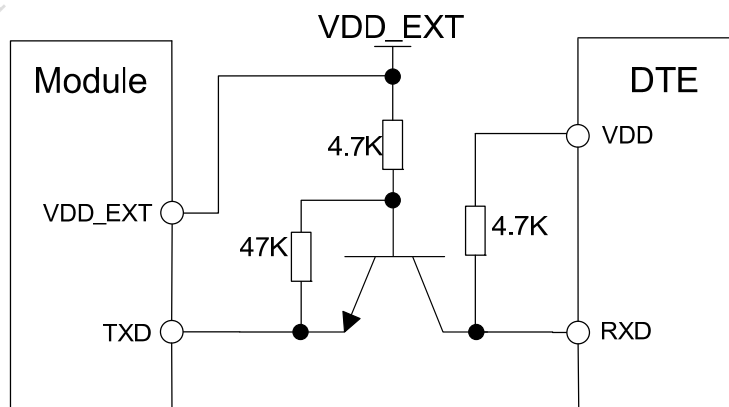 VDD_EXT
Module
DTE
4.7K
VDD
VDD_EXT
47K
4.7K
TXD
RXD